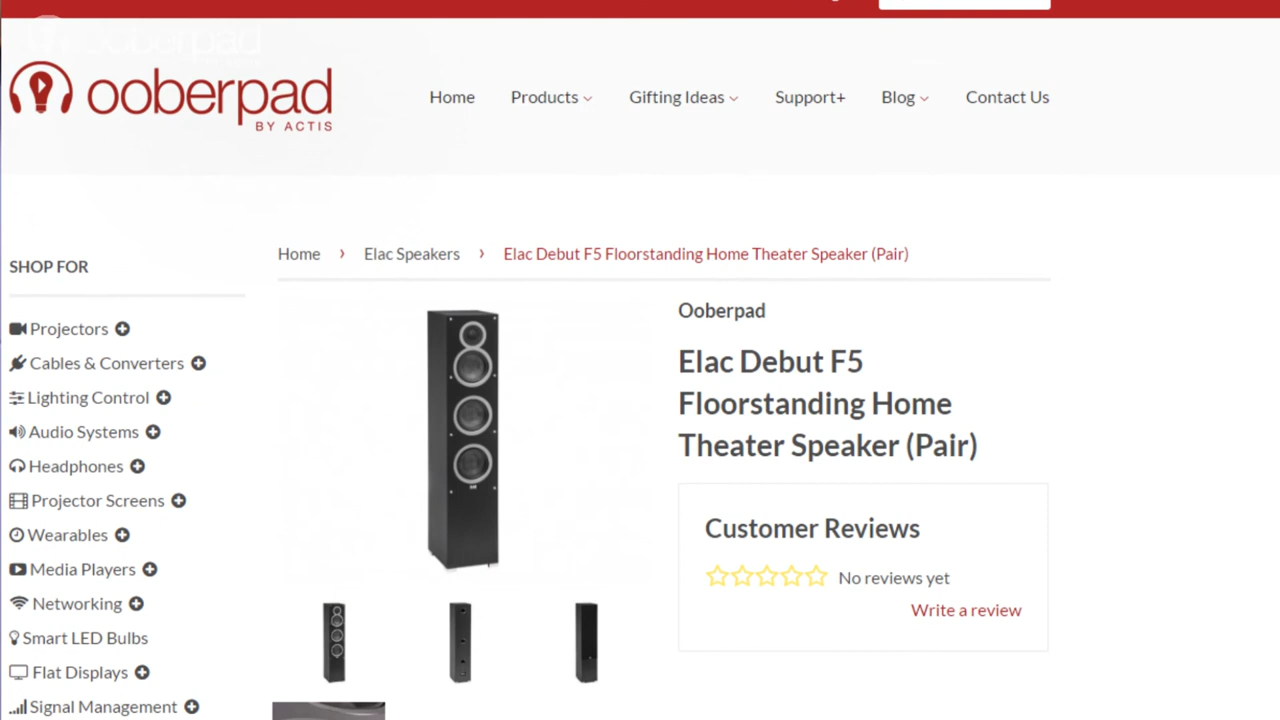 ooberpad
BY ACTIS
Home
Products
Gifting Ideas
Support+
Blog
Contact Us
SHOP FOR
Projectors
Cables & Converters
Lighting Control
Audio Systems
Headphones
Projector Screens
Wearables
Media Players
Networking
Smart LED Bulbs
Flat Displays
Signal Management
Home › Elac Speakers › Elac Debut F5 Floorstanding Home Theater Speaker (Pair)
Ooberpad
Elac Debut F5
Floorstanding Home
Theater Speaker (Pair)
Customer Reviews
No reviews yet
Write a review